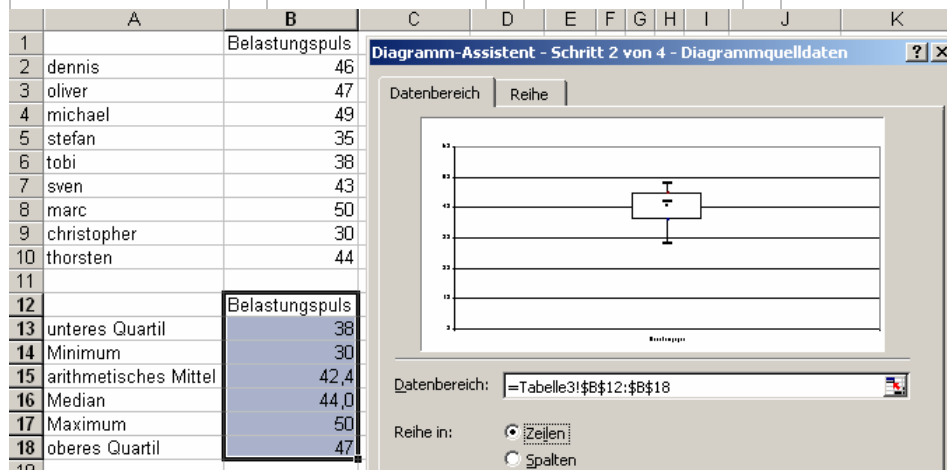 A B C D E F G H I J K
1 Belastungspuls
2 dennis 46
3 oliver 47
4 michael 49
5 stefan 35
6 tobi 38
7 sven 43
8 marc 50
9 christopher 30
10 thorsten 44
11
12 Belastungspuls
13 unteres Quartil 38
14 Minimum 30
15 arithmetisches Mittel 42,4
16 Median 44,0
17 Maximum 50
18 oberes Quartil 47
Diagramm-Assistent - Schritt 2 von 4 - Diagrammquelldaten
Datenbereich Reihe
Datenbereich: =Tabelle3!$B$12:$B$18
Reihe in: Zeilen
Spalten